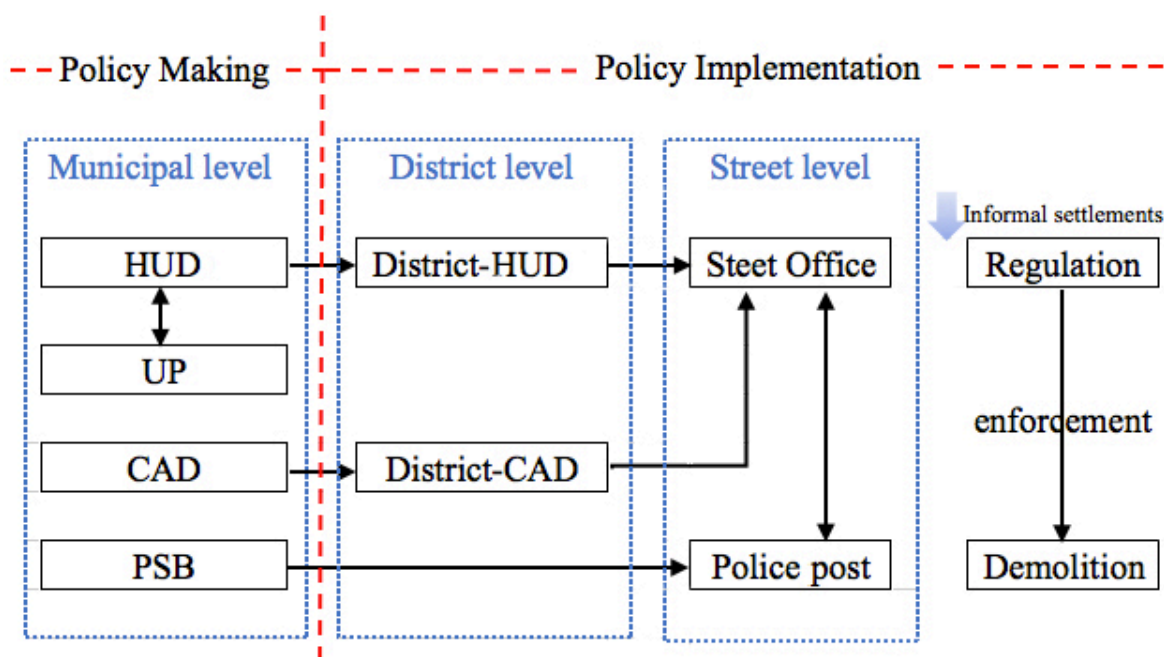 Policy Making
Policy Implementation
Municipal level
District level
Street level
Informal settlements
HUD
District-HUD
Steet Office
Regulation
UP
enforcement
CAD
District-CAD
PSB
Police post
Demolition